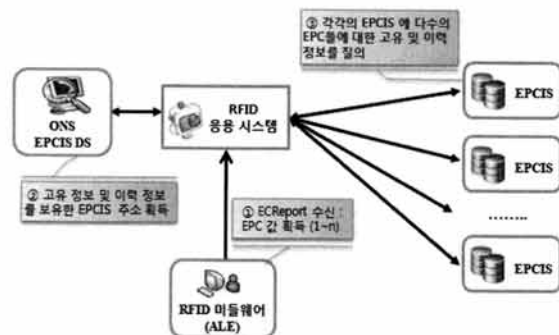 ③ 각각의 EPCIS 에 다수의
EPC들에 대한 고유 및 이력
정보를 질의
ONS
EPCIS DS
RFID
응용 시스템
EPCIS
EPCIS
........
EPCIS
② 고유 정보 및 이력 정보
를 보유한 EPCIS 주소 획득
① ECReport 수신 :
EPC 값 획득 (1~n)
RFID 미들웨어
(ALE)